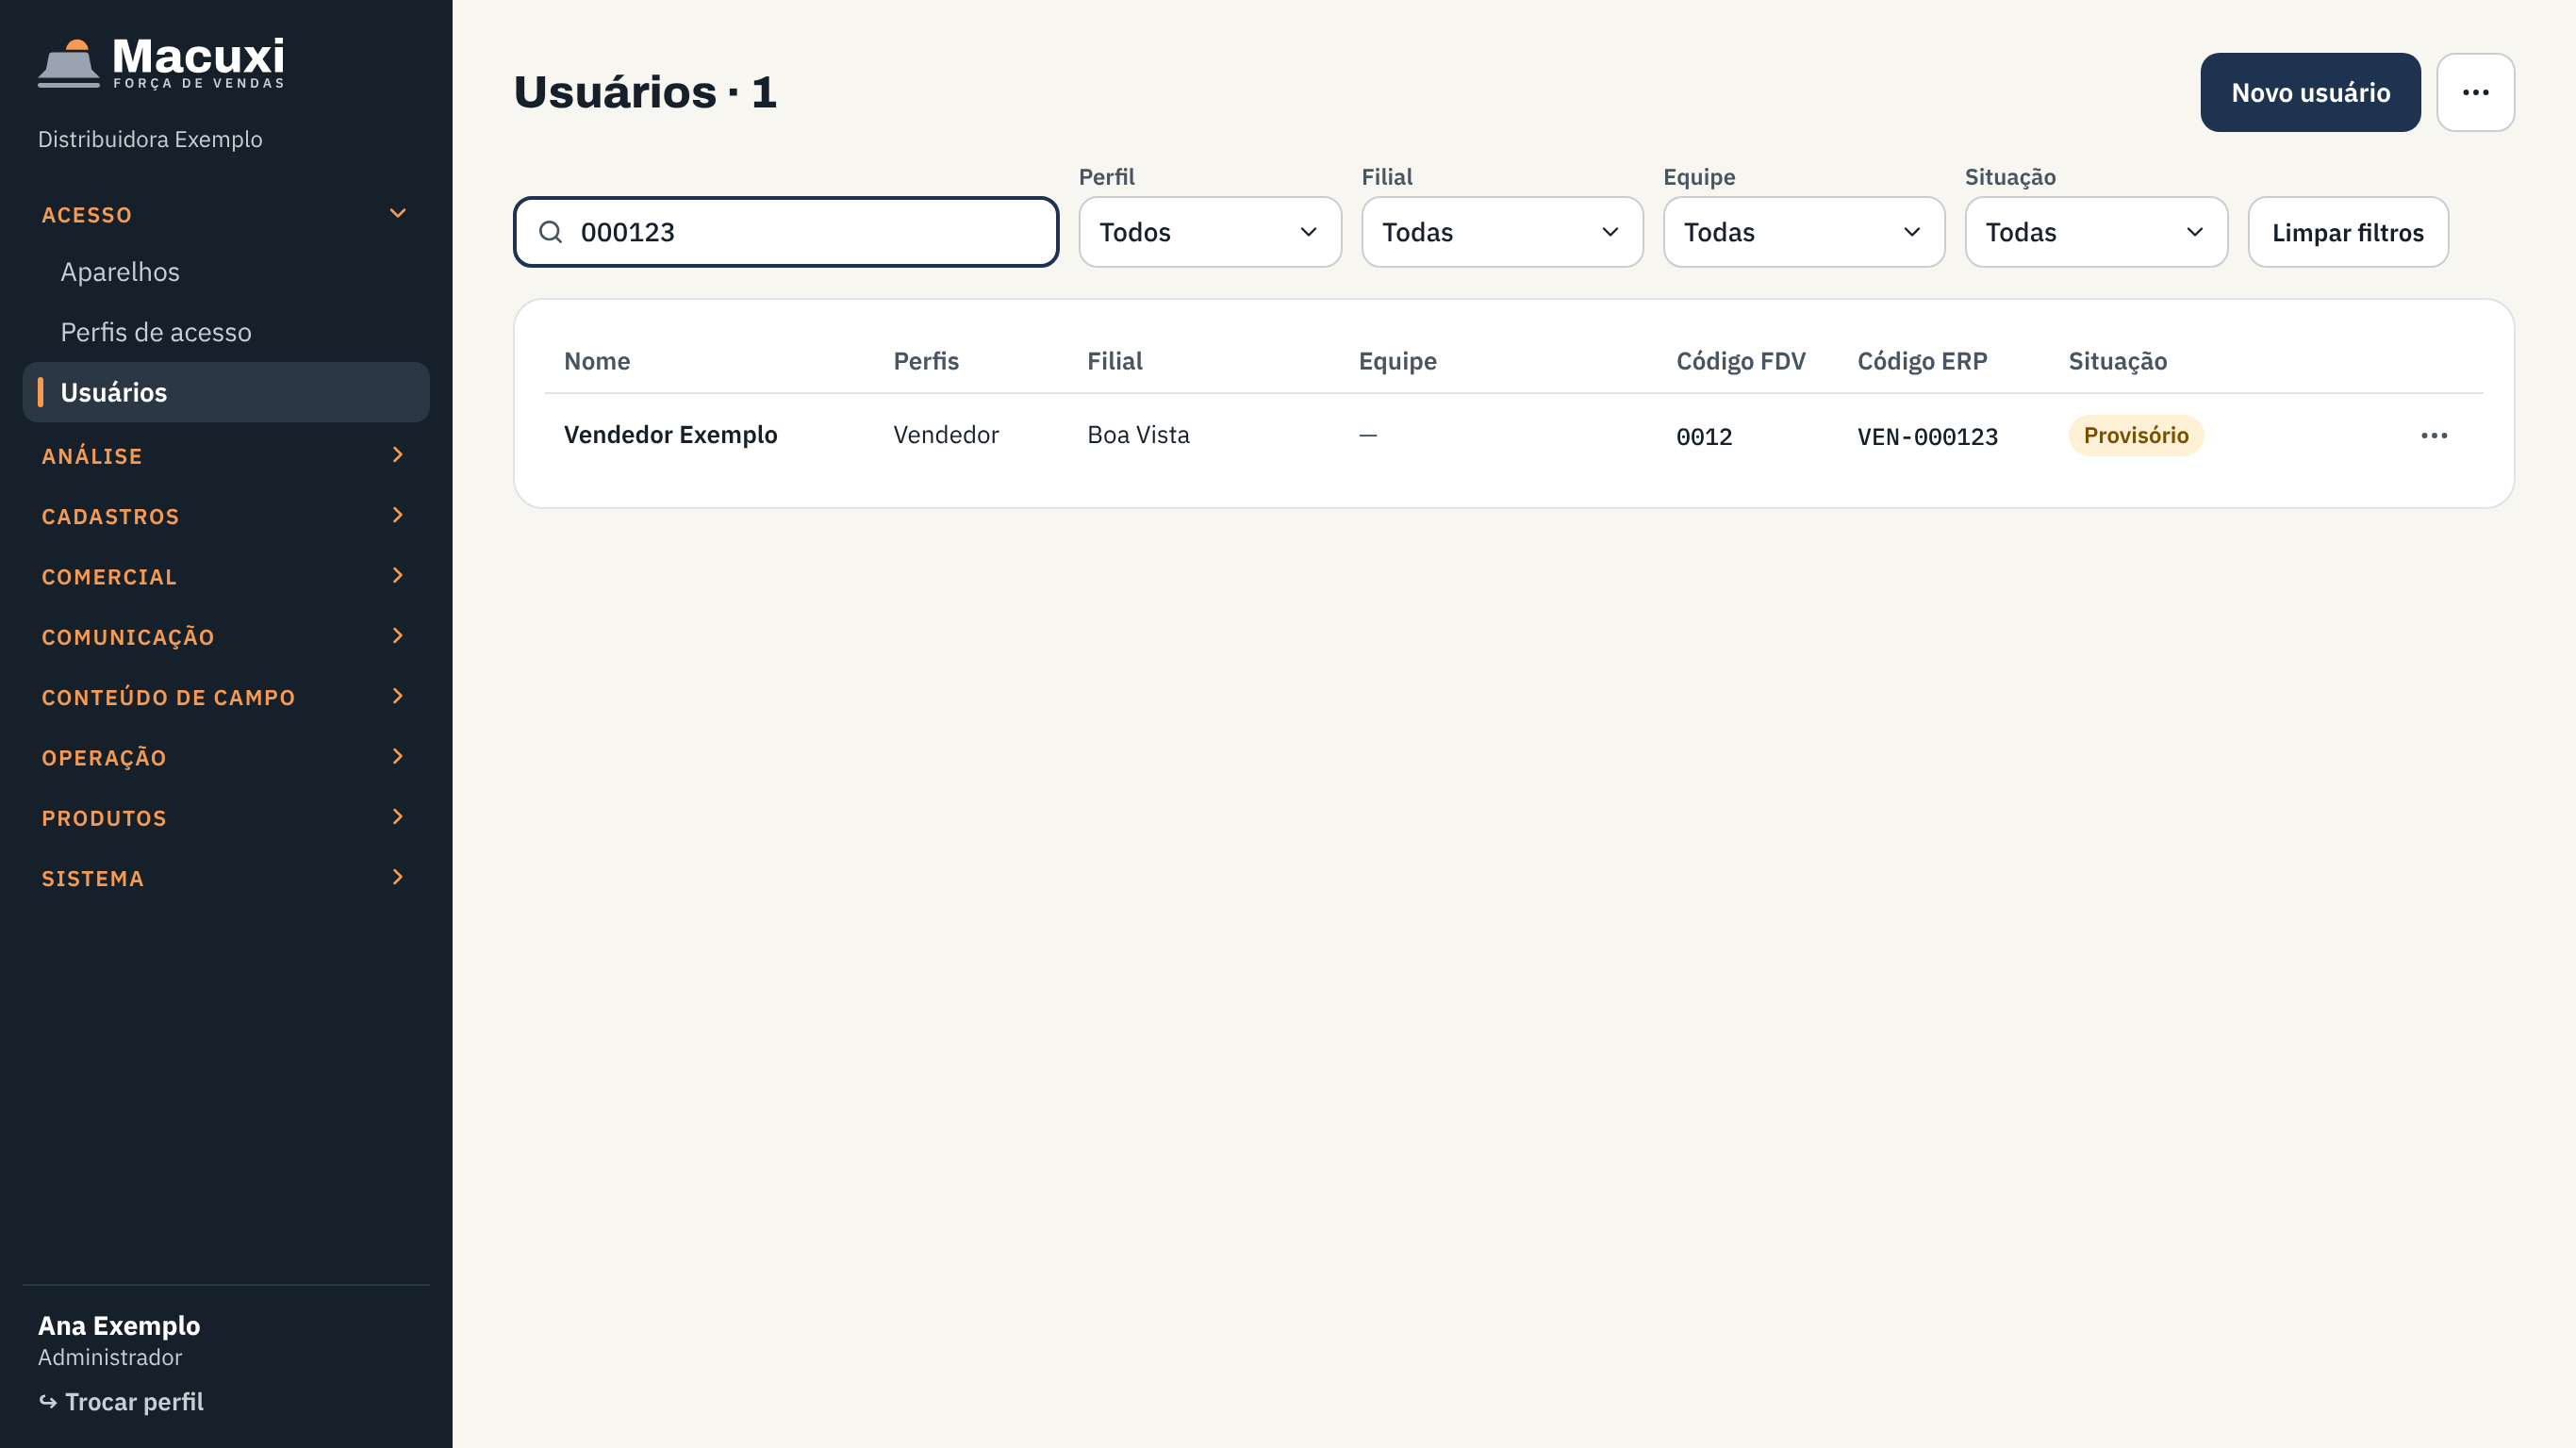 Macuxi
FORÇA DE VENDAS
Distribuidora Exemplo
ACESSO
Aparelhos
Perfis de acesso
Usuários
ANÁLISE
CADASTROS
COMERCIAL
COMUNICAÇÃO
CONTEÚDO DE CAMPO
OPERAÇÃO
PRODUTOS
SISTEMA
Ana Exemplo
Administrador
↪ Trocar perfil
Usuários · 1
Novo usuário
Perfil Filial Equipe Situação
000123 Todos Todas Todas Todas Limpar filtros
Nome Perfis Filial Equipe Código FDV Código ERP Situação
Vendedor Exemplo Vendedor Boa Vista — 0012 VEN-000123 Provisório